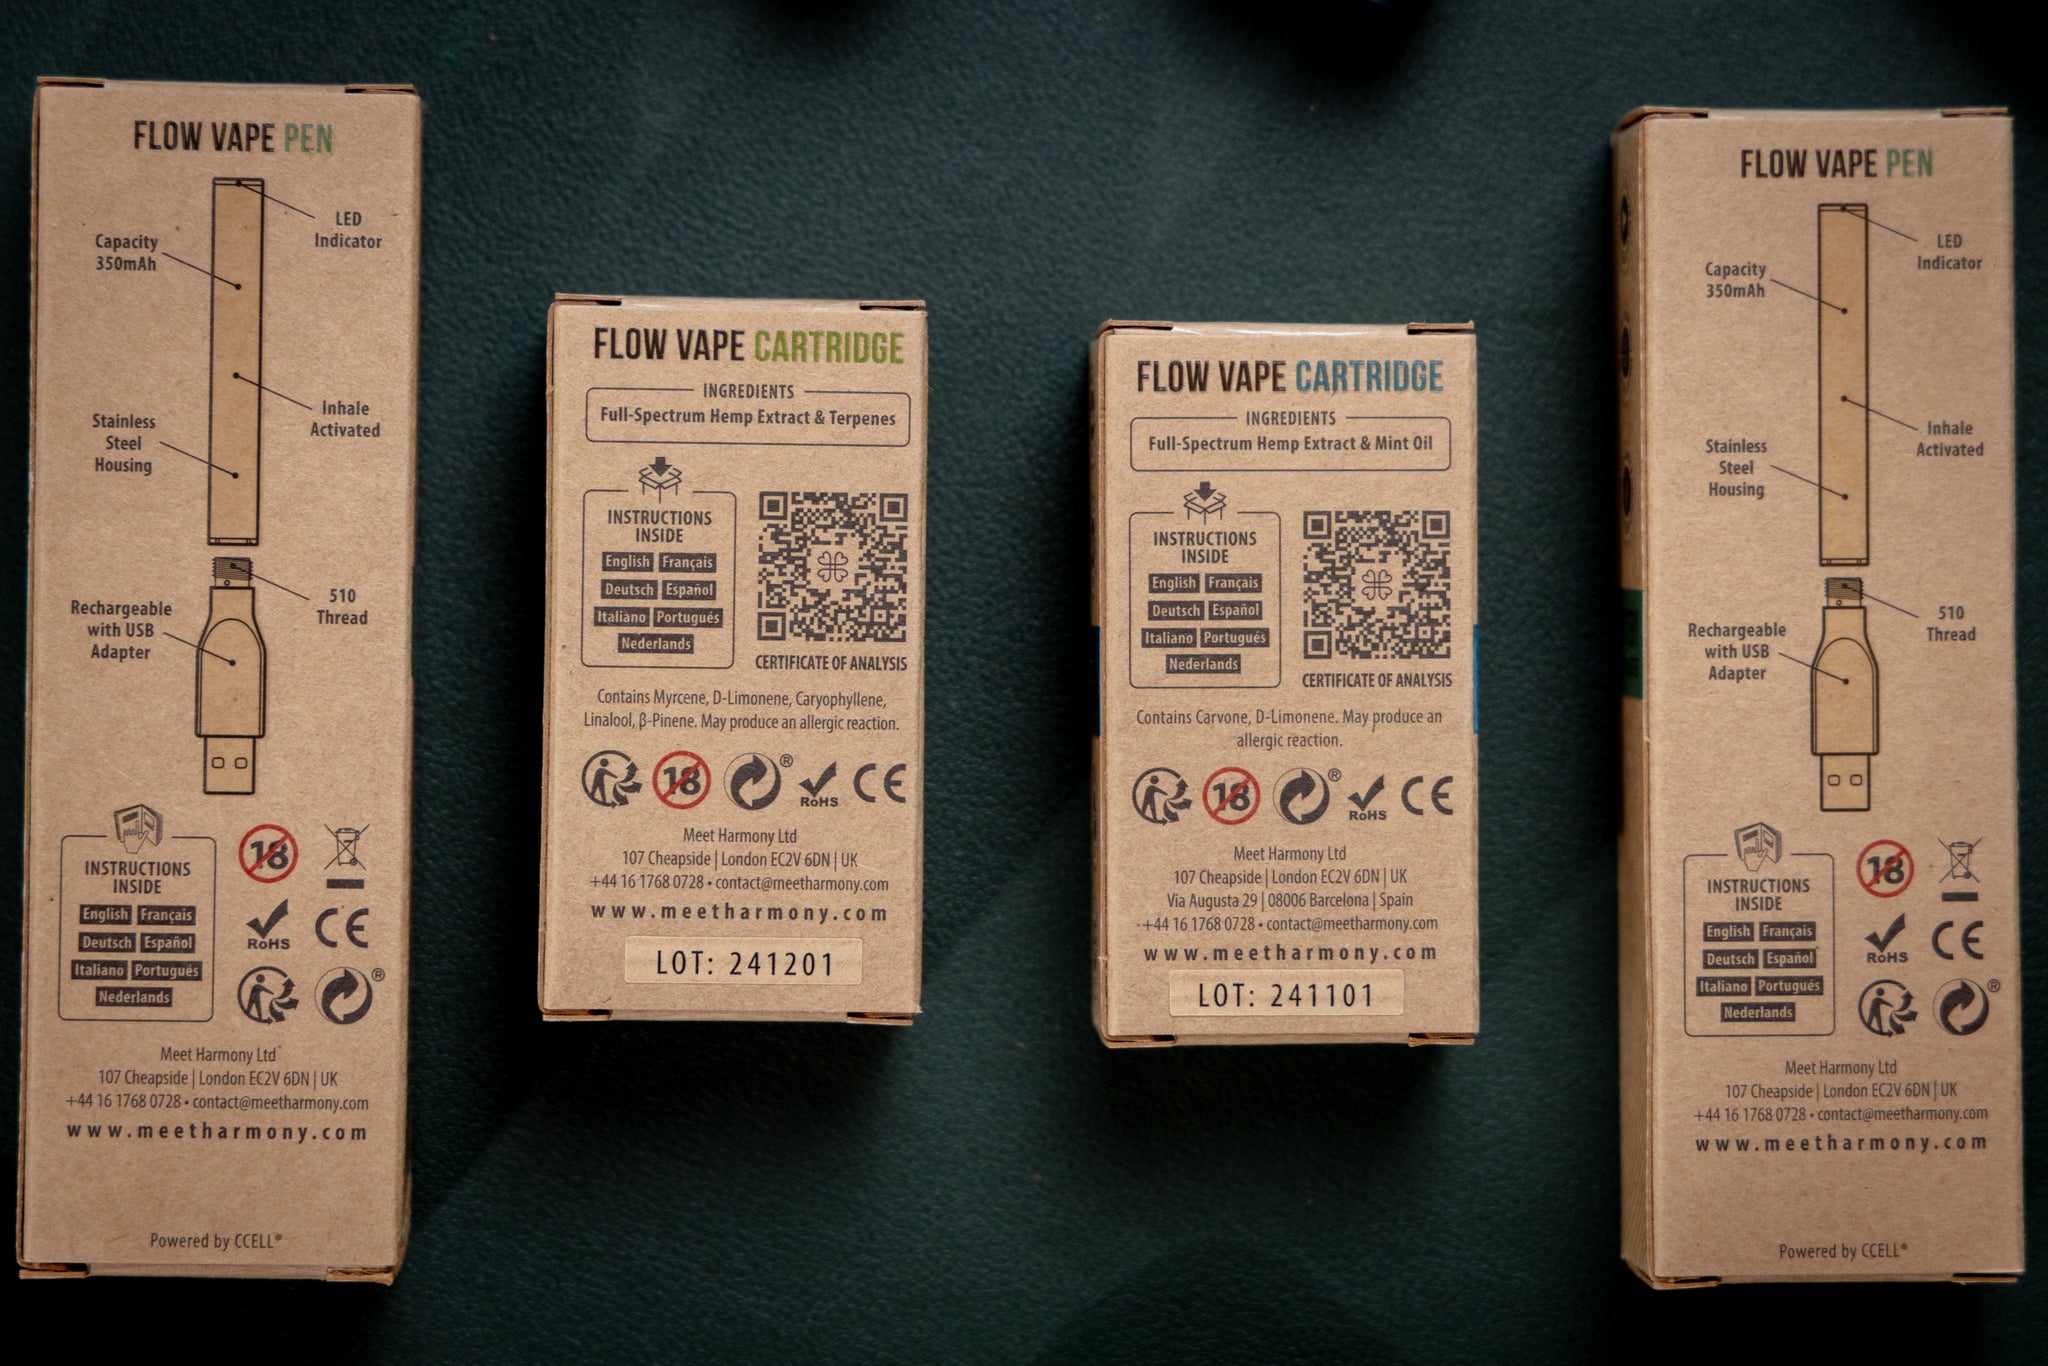 FLOW VAPE PEN
LED
Indicator
Capacity
350mAh
Inhale
Activated
Stainless
Steel
Housing
510
Thread
Rechargeable
with USB
Adapter
INSTRUCTIONS
INSIDE
English Français
Deutsch Español
Italiano Português
Nederlands
18
RoHS
CE
®
Meet Harmony Ltd
107 Cheapside | London EC2V 6DN | UK
+44 16 1768 0728 • contact@meetharmony.com
www.meetharmony.com
Powered by CCELL®
FLOW VAPE CARTRIDGE
INGREDIENTS
Full-Spectrum Hemp Extract & Terpenes
INSTRUCTIONS
INSIDE
English Français
Deutsch Español
Italiano Português
Nederlands
CERTIFICATE OF ANALYSIS
Contains Myrcene, D-Limonene, Caryophyllene,
Linalool, β-Pinene. May produce an allergic reaction.
18
®
RoHS
CE
Meet Harmony Ltd
107 Cheapside | London EC2V 6DN | UK
+44 16 1768 0728 • contact@meetharmony.com
www.meetharmony.com
LOT: 241201
FLOW VAPE CARTRIDGE
INGREDIENTS
Full-Spectrum Hemp Extract & Mint Oil
INSTRUCTIONS
INSIDE
English Français
Deutsch Español
Italiano Português
Nederlands
CERTIFICATE OF ANALYSIS
Contains Carvone, D-Limonene. May produce an
allergic reaction.
18
®
RoHS
CE
Meet Harmony Ltd
107 Cheapside | London EC2V 6DN | UK
Via Augusta 29 | 08006 Barcelona | Spain
+44 16 1768 0728 • contact@meetharmony.com
www.meetharmony.com
LOT: 241101
FLOW VAPE PEN
LED
Indicator
Capacity
350mAh
Inhale
Activated
Stainless
Steel
Housing
510
Thread
Rechargeable
with USB
Adapter
INSTRUCTIONS
INSIDE
English Français
Deutsch Español
Italiano Português
Nederlands
18
RoHS
CE
®
Meet Harmony Ltd
107 Cheapside | London EC2V 6DN | UK
+44 16 1768 0728 • contact@meetharmony.com
www.meetharmony.com
Powered by CCELL®